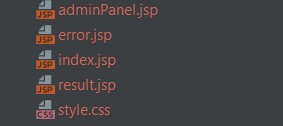 JSP adminPanel.jsp
JSP error.jsp
JSP index.jsp
JSP result.jsp
CSS style.css